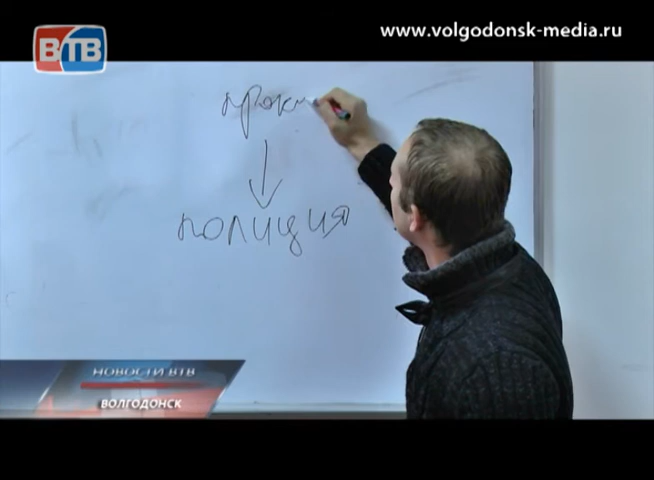 www.volgodonsk-media.ru
ВТВ
полиция
НОВОСТИ ВТВ
ВОЛГОДОНСК